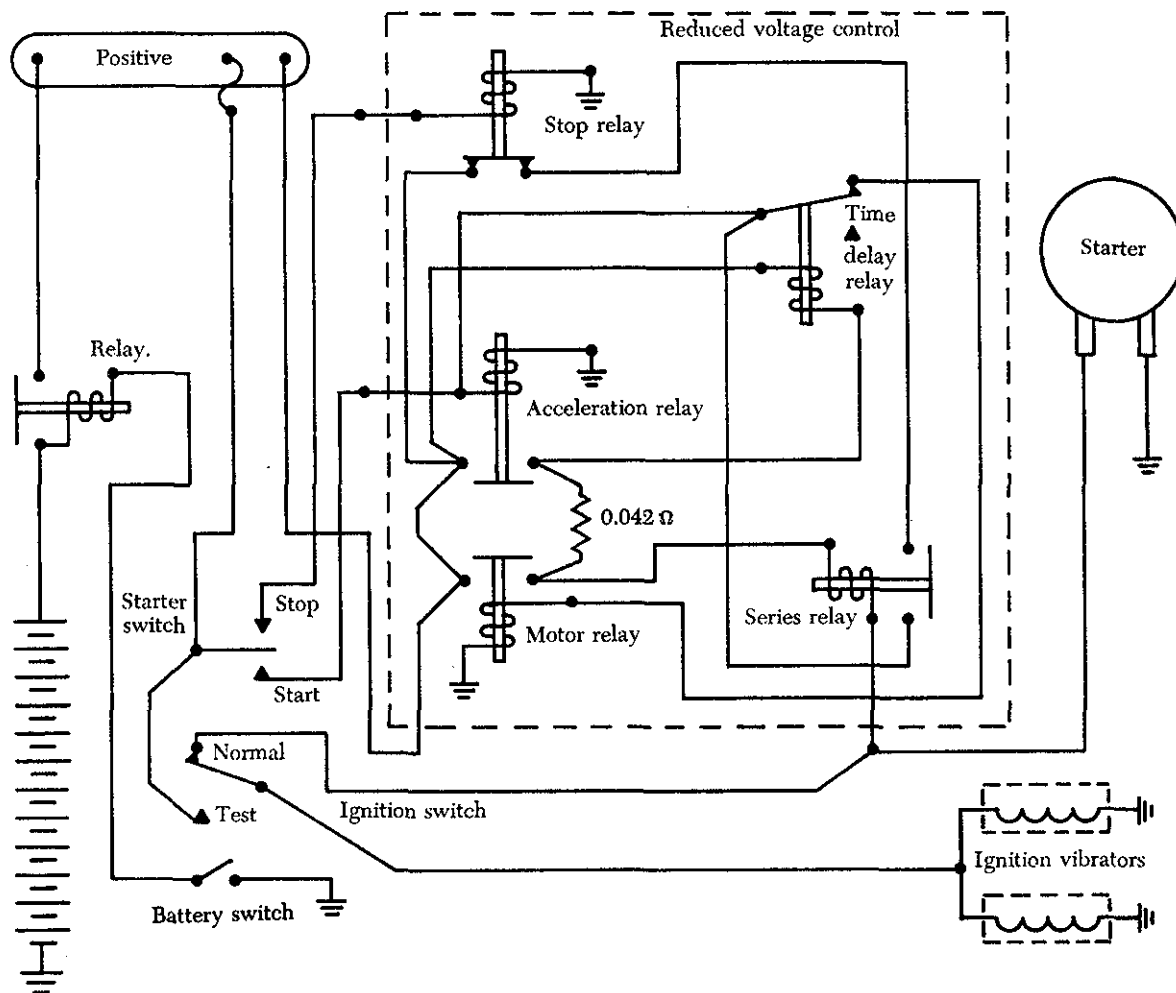 Reduced voltage control
Positive
Stop relay
Time
delay
relay
Starter
Relay.
Acceleration relay
0.042 Ω
Starter
switch
Stop
Start
Motor relay
Series relay
Normal
Test
Ignition switch
Battery switch
Ignition vibrators